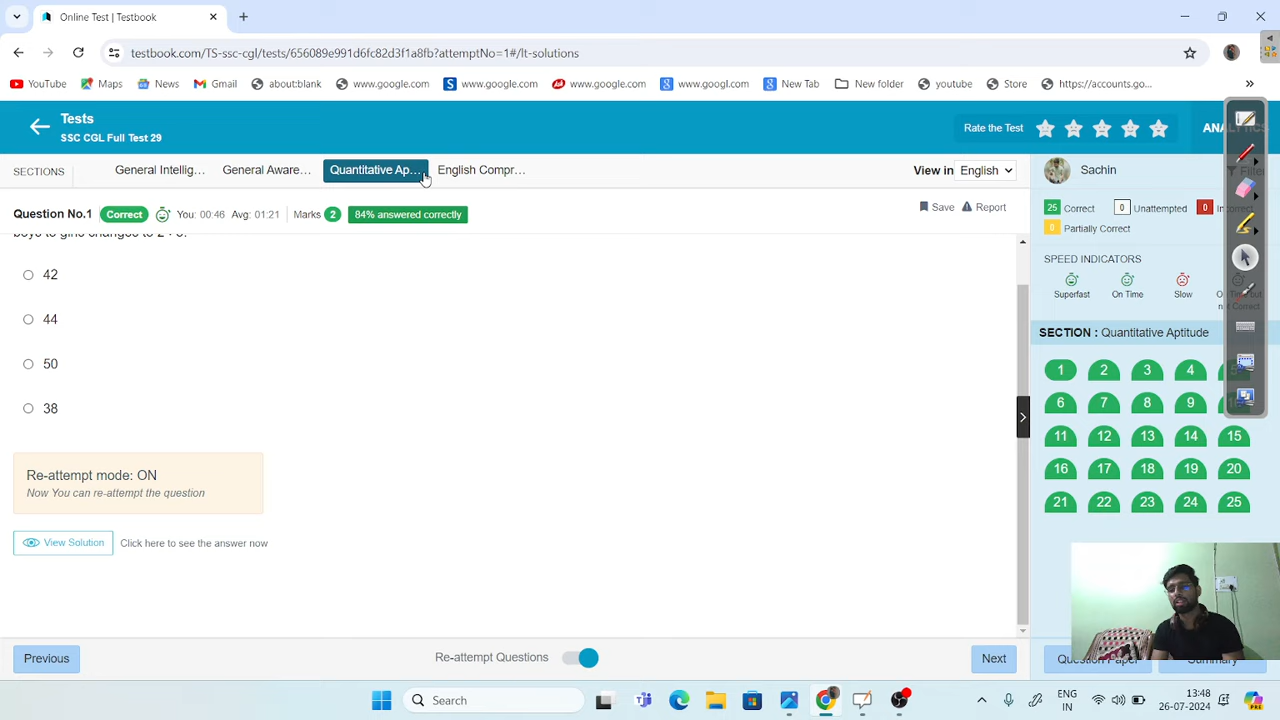 Online Test | Testbook
testbook.com/TS-ssc-cgl/tests/656089e991d6fc82d3f1a8fb?attemptNo=1#/lt-solutions
YouTube Maps News Gmail about:blank www.google.com www.google.com www.google.com www.googl.com New Tab New folder youtube Store https://accounts.go...
Tests
SSC CGL Full Test 29
Rate the Test
SECTIONS General Intellig... General Aware... Quantitative Ap... English Compr... View in English
Sachin
Question No.1 Correct You: 00:46 Avg: 01:21 Marks 2 84% answered correctly Save Report
25 Correct 0 Unattempted 0
0 Partially Correct
42
44
50
38
Re-attempt mode: ON
Now You can re-attempt the question
View Solution Click here to see the answer now
SPEED INDICATORS
Superfast On Time Slow
SECTION : Quantitative Aptitude
1 2 3 4
6 7 8 9
11 12 13 14 15
16 17 18 19 20
21 22 23 24 25
Previous Re-attempt Questions Next
Search
ENG
IN
13:48
26-07-2024